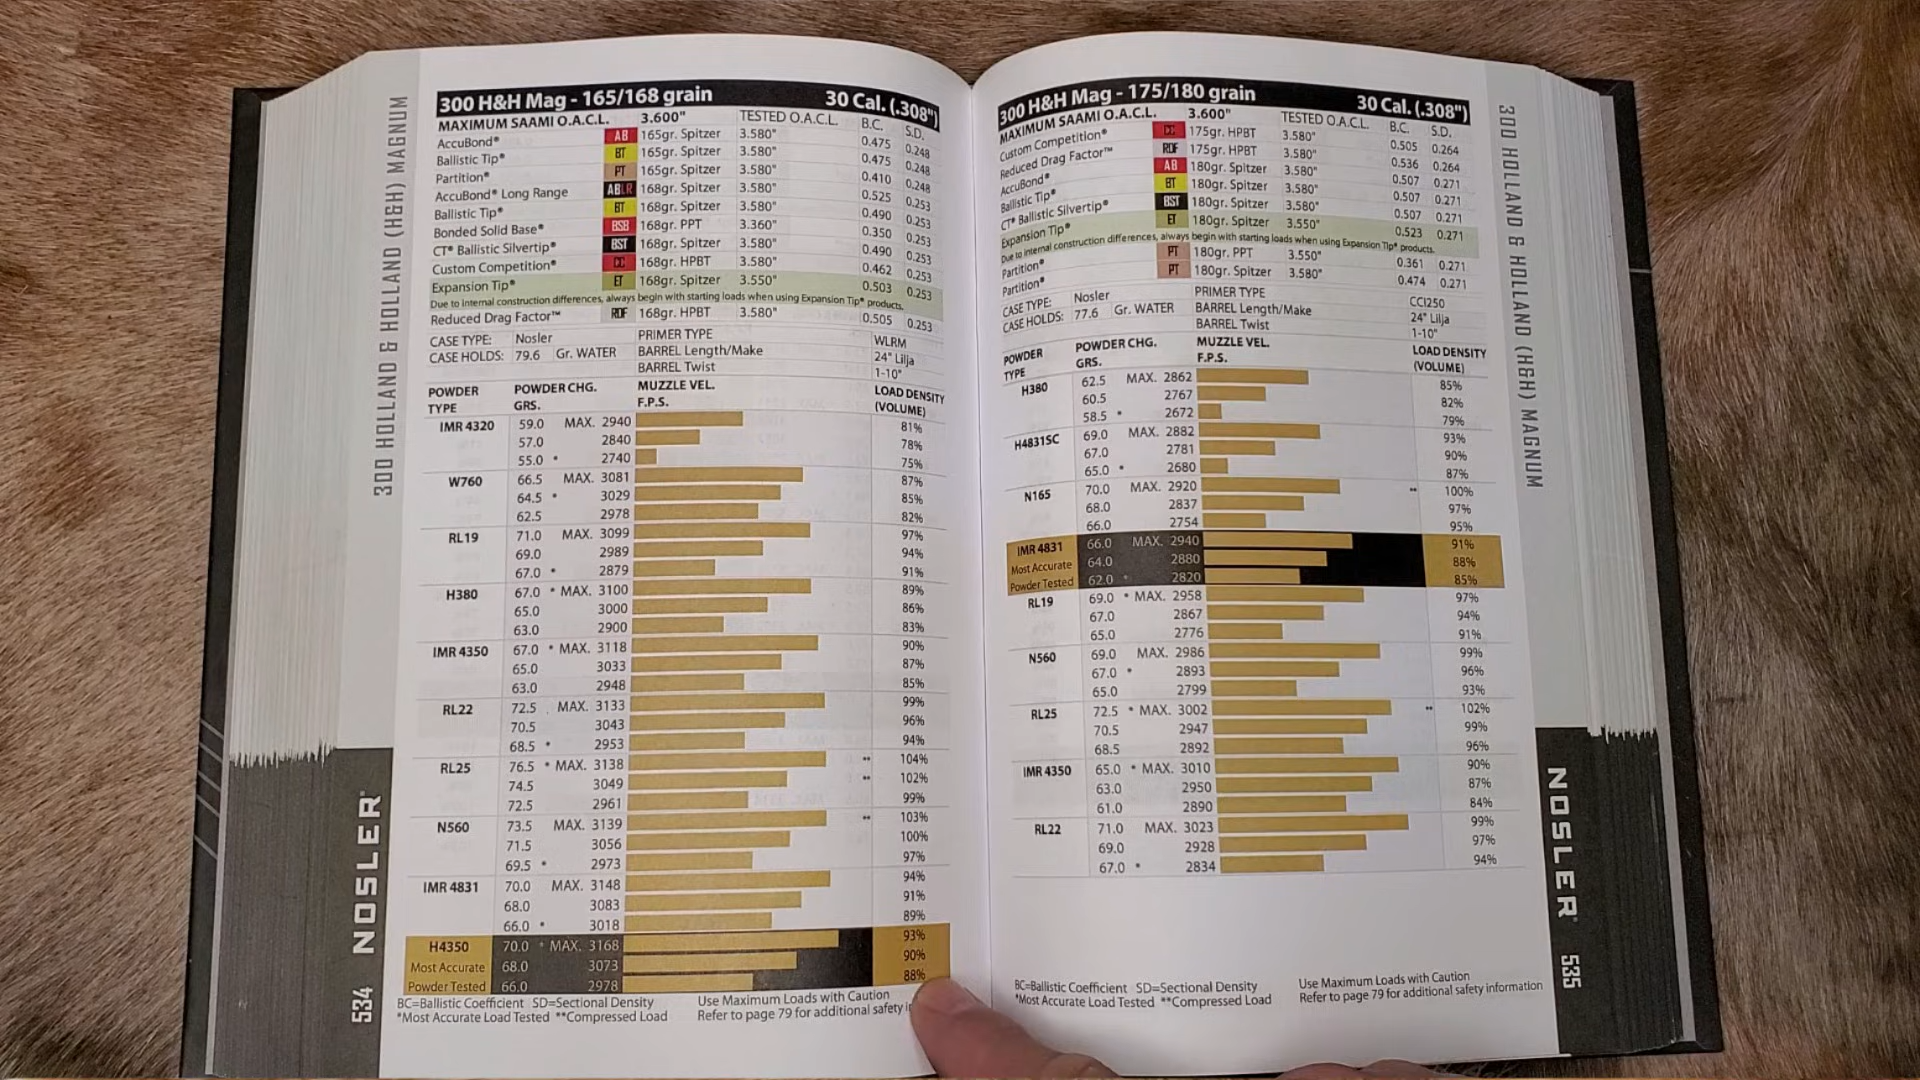 300 HOLLAND & HOLLAND (H&H) MAGNUM
300 H&H Mag - 165/168 grain 30 Cal. (.308")
MAXIMUM SAAMI O.A.C.L. 3.600" TESTED O.A.C.L. B.C. S.D.
AccuBond® AB 165gr. Spitzer 3.580" 0.475 0.248
Ballistic Tip® BT 165gr. Spitzer 3.580" 0.475 0.248
Partition® PT 165gr. Spitzer 3.580" 0.410 0.248
AccuBond® Long Range ABLR 168gr. Spitzer 3.580" 0.525 0.253
Ballistic Tip® BT 168gr. Spitzer 3.580" 0.490 0.253
Bonded Solid Base® BSB 168gr. PPT 3.360" 0.350 0.253
CT® Ballistic Silvertip® BST 168gr. Spitzer 3.580" 0.490 0.253
Custom Competition® CC 168gr. HPBT 3.580" 0.462 0.253
Expansion Tip® ET 168gr. Spitzer 3.550" 0.503 0.253
Due to internal construction differences, always begin with starting loads when using Expansion Tip® products.
Reduced Drag Factor™ RDF 168gr. HPBT 3.580" 0.505 0.253
CASE TYPE: Nosler PRIMER TYPE WLRM
CASE HOLDS: 79.6 Gr. WATER BARREL Length/Make 24" Lilja
BARREL Twist 1-10"
POWDER POWDER CHG. MUZZLE VEL. LOAD DENSITY
TYPE GRS. F.P.S. (VOLUME)
IMR 4320 59.0 MAX. 2940 81%
57.0 2840 78%
55.0 * 2740 75%
W760 66.5 MAX. 3081 87%
64.5 * 3029 85%
62.5 2978 82%
RL19 71.0 MAX. 3099 97%
69.0 2989 94%
67.0 * 2879 91%
H380 67.0 * MAX. 3100 89%
65.0 3000 86%
63.0 2900 83%
IMR 4350 67.0 * MAX. 3118 90%
65.0 3033 87%
63.0 2948 85%
RL22 72.5 MAX. 3133 99%
70.5 3043 96%
68.5 * 2953 94%
RL25 76.5 * MAX. 3138 ** 104%
74.5 3049 ** 102%
72.5 2961 99%
N560 73.5 MAX. 3139 ** 103%
71.5 3056 100%
69.5 * 2973 97%
IMR 4831 70.0 MAX. 3148 94%
68.0 3083 91%
66.0 * 3018 89%
H4350 70.0 * MAX. 3168 93%
Most Accurate 68.0 3073 90%
Powder Tested 66.0 2978 88%
BC=Ballistic Coefficient SD=Sectional Density Use Maximum Loads with Caution
*Most Accurate Load Tested **Compressed Load Refer to page 79 for additional safety
534 NOSLER®
300 H&H Mag - 175/180 grain 30 Cal. (.308")
MAXIMUM SAAMI O.A.C.L. 3.600" TESTED O.A.C.L. B.C. S.D.
Custom Competition® CC 175gr. HPBT 3.580" 0.505 0.264
Reduced Drag Factor™ RDF 175gr. HPBT 3.580" 0.536 0.264
AccuBond® AB 180gr. Spitzer 3.580" 0.507 0.271
Ballistic Tip® BT 180gr. Spitzer 3.580" 0.507 0.271
CT® Ballistic Silvertip® BST 180gr. Spitzer 3.580" 0.507 0.271
Expansion Tip® ET 180gr. Spitzer 3.550" 0.523 0.271
Due to internal construction differences, always begin with starting loads when using Expansion Tip® products.
Partition® PT 180gr. PPT 3.550" 0.361 0.271
Partition® PT 180gr. Spitzer 3.580" 0.474 0.271
CASE TYPE: Nosler PRIMER TYPE CCI250
CASE HOLDS: 77.6 Gr. WATER BARREL Length/Make 24" Lilja
BARREL Twist 1-10"
POWDER POWDER CHG. MUZZLE VEL. LOAD DENSITY
TYPE GRS. F.P.S. (VOLUME)
H380 62.5 MAX. 2862 85%
60.5 2767 82%
58.5 * 2672 79%
H4831SC 69.0 MAX. 2882 93%
67.0 2781 90%
65.0 * 2680 87%
N165 70.0 MAX. 2920 ** 100%
68.0 2837 97%
66.0 2754 95%
IMR 4831 66.0 MAX. 2940 91%
Most Accurate 64.0 2880 88%
Powder Tested 62.0 * 2820 85%
RL19 69.0 * MAX. 2958 97%
67.0 2867 94%
65.0 2776 91%
N560 69.0 MAX. 2986 99%
67.0 * 2893 96%
65.0 2799 93%
RL25 72.5 * MAX. 3002 ** 102%
70.5 2947 99%
68.5 2892 96%
IMR 4350 65.0 * MAX. 3010 90%
63.0 2950 87%
61.0 2890 84%
RL22 71.0 MAX. 3023 99%
69.0 2928 97%
67.0 * 2834 94%
BC=Ballistic Coefficient SD=Sectional Density Use Maximum Loads with Caution
*Most Accurate Load Tested **Compressed Load Refer to page 79 for additional safety information
300 HOLLAND & HOLLAND (H&H) MAGNUM
NOSLER® 535